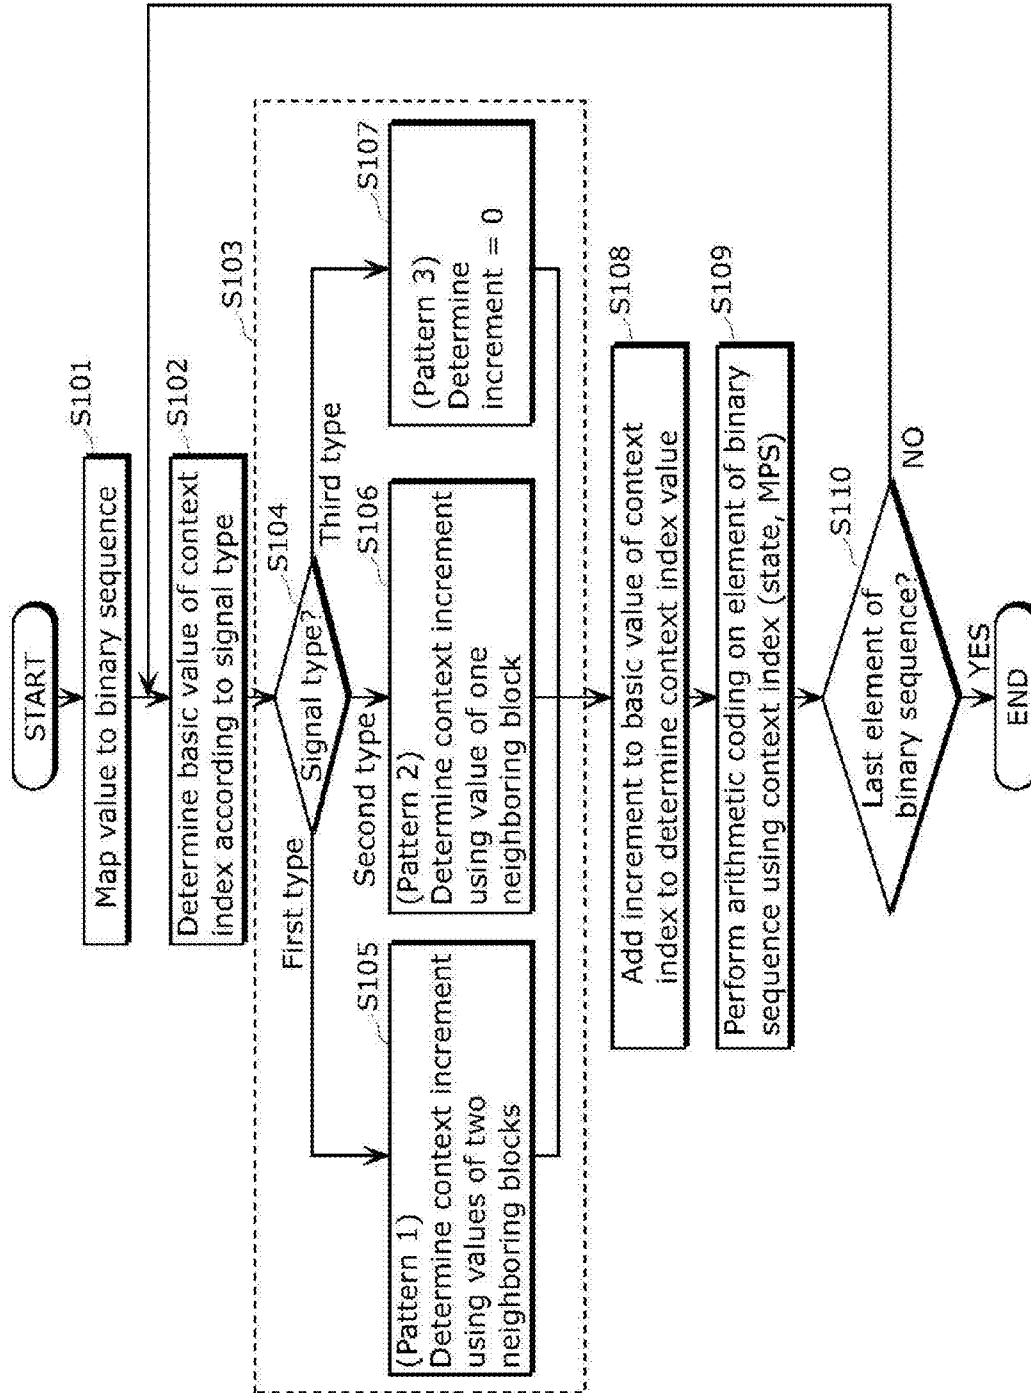 START
S101
Map value to binary sequence
S102
Determine basic value of context
index according to signal type
S103
S104
Signal type?
First type
Second type
Third type
S105
(Pattern 1)
Determine context increment
using values of two
neighboring blocks
S106
(Pattern 2)
Determine context increment
using value of one
neighboring block
S107
(Pattern 3)
Determine
increment = 0
S108
Add increment to basic value of context
index to determine context index value
S109
Perform arithmetic coding on element of binary
sequence using context index (state, MPS)
S110
Last element of
binary sequence?
NO
YES
END